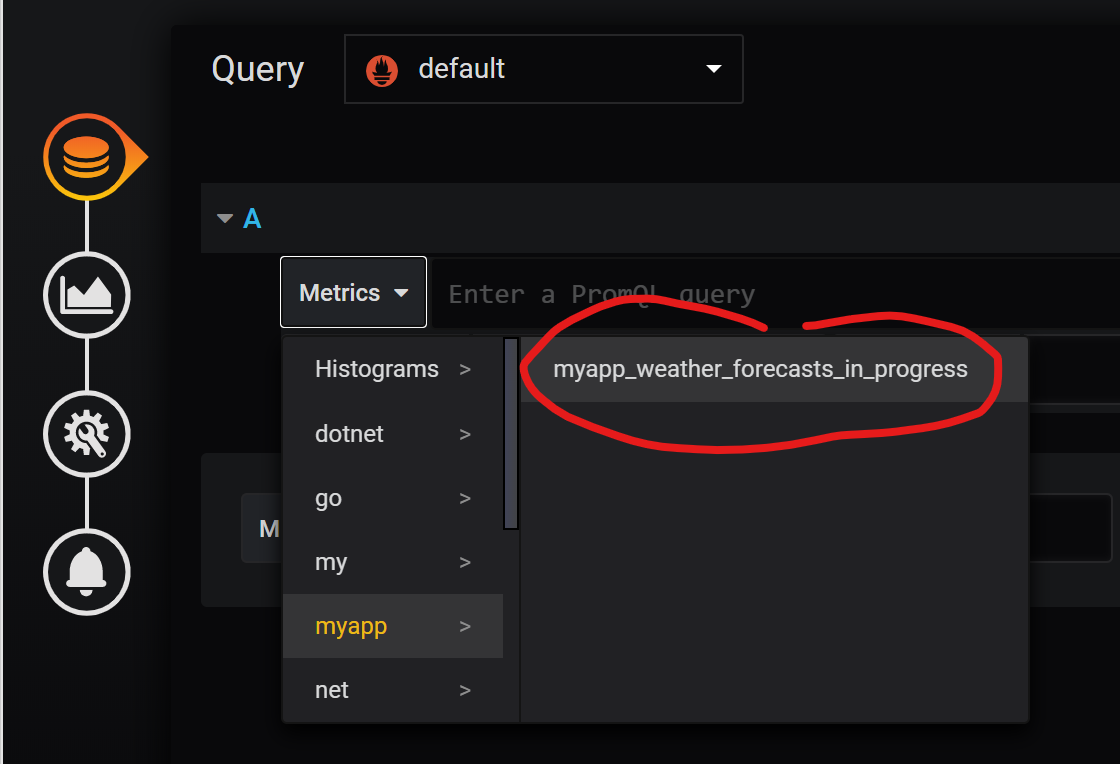 Query default
A
Metrics Enter a PromQL query
Histograms > myapp_weather_forecasts_in_progress
dotnet >
go >
M
my >
myapp >
net >